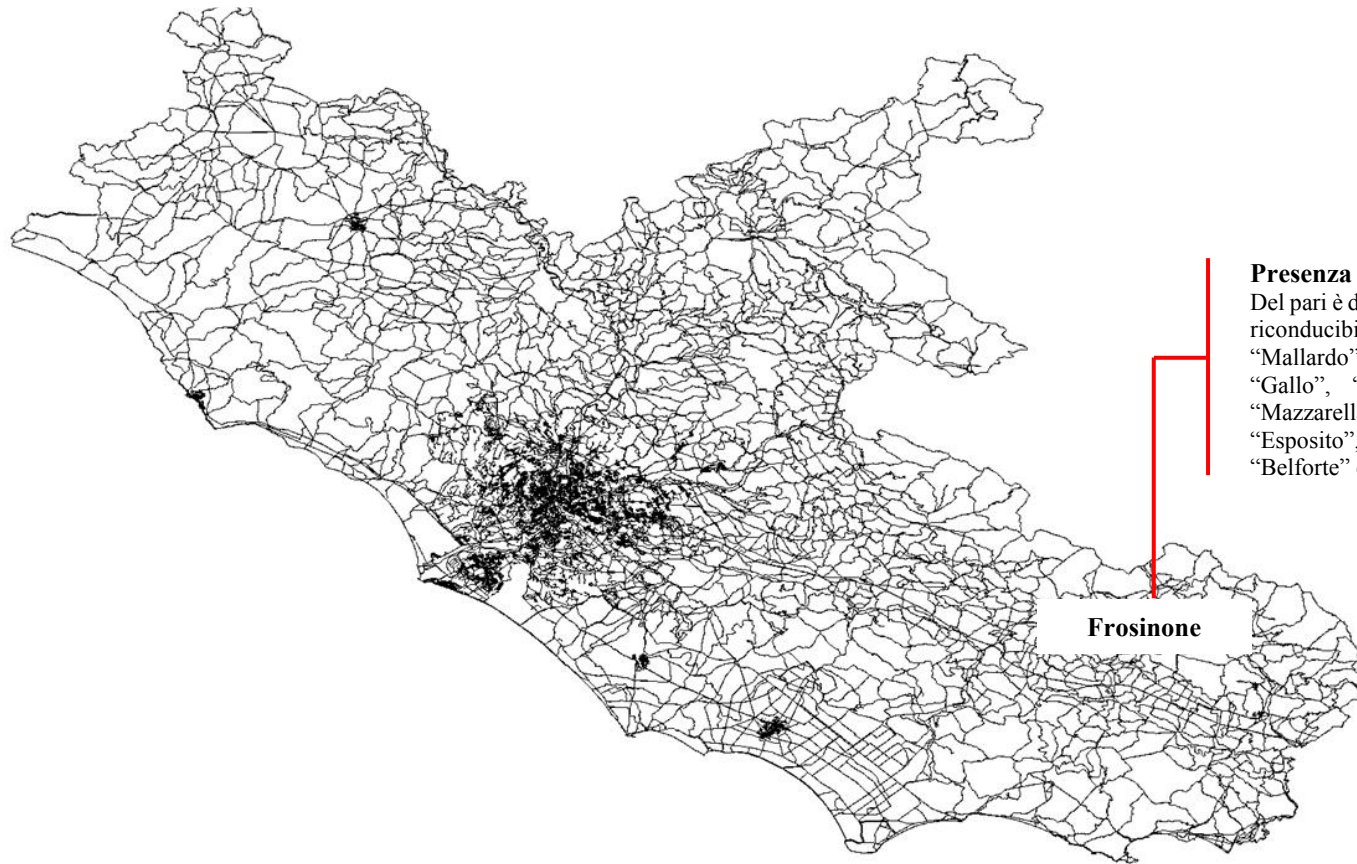 Presenza
Del pari è d
riconducibi
“Mallardo”
“Gallo”, “
“Mazzarell
“Esposito”,
“Belforte”
Frosinone